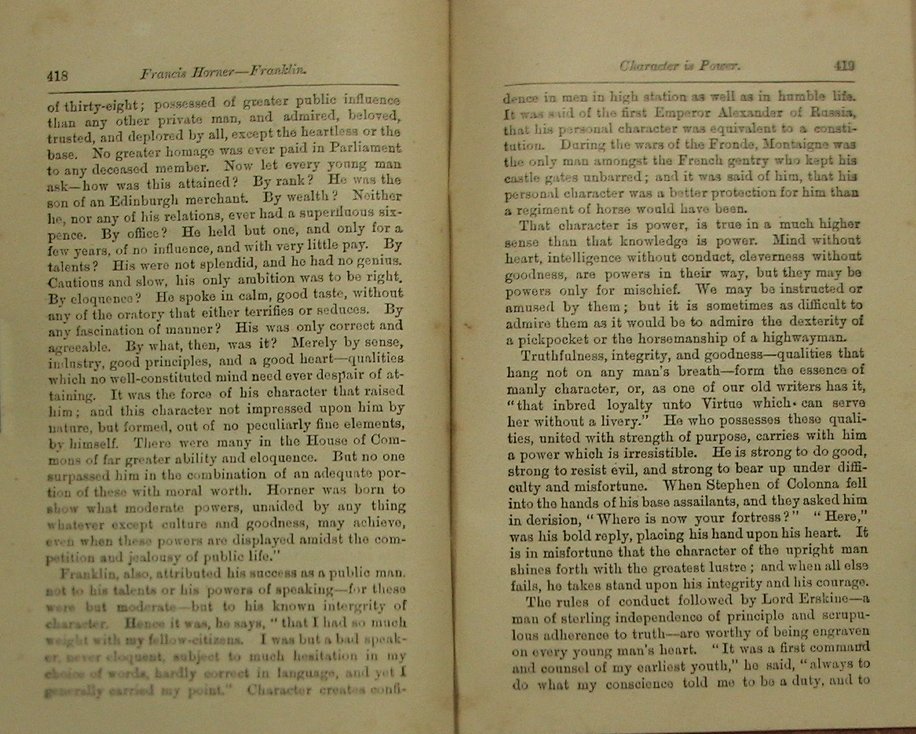 418
Francis Horner—Franklin.
of thirty-eight; possessed of greater public influence
than any other private man, and admired, beloved,
trusted, and deplored by all, except the heartless or the
base. No greater homage was ever paid in Parliament
to any deceased member. Now let every young man
ask—how was this attained? By rank? He was the
son of an Edinburgh merchant. By wealth? Neither
he, nor any of his relations, ever had a superfluous six-
pence. By office? He held but one, and only for a
few years, of no influence, and with very little pay. By
talents? His were not splendid, and he had no genius.
Cautious and slow, his only ambition was to be right.
By eloquence? He spoke in calm, good taste, without
any of the oratory that either terrifies or seduces. By
any fascination of manner? His was only correct and
agreeable. By what, then, was it? Merely by sense,
industry, good principles, and a good heart—qualities
which no well-constituted mind need ever despair of at-
taining. It was the force of his character that raised
him; and this character not impressed upon him by
nature, but formed, out of no peculiarly fine elements,
by himself. There were many in the House of Com-
mons of far greater ability and eloquence. But no one
surpassed him in the combination of an adequate por-
tion of these with moral worth. Horner was born to
show what moderate powers, unaided by any thing
whatever except culture and goodness, may achieve,
even when these powers are displayed amidst the com-
petition and jealousy of public life."
Franklin, also, attributed his success as a public man,
not to his talents or his powers of speaking—for these
were but moderate—but to his known intergrity of
character. Hence it was, he says, "that I had so much
weight with my fellow-citizens. I was but a bad speak-
er, never eloquent, subject to much hesitation in my
choice of words, hardly correct in language, and yet I
generally carried my point." Character creates confi-
Character is Power.
419
dence in men in high station as well as in humble life.
It was said of the first Emperor Alexander of Russia,
that his personal character was equivalent to a consti-
tution. During the wars of the Fronde, Montaigne was
the only man amongst the French gentry who kept his
castle gates unbarred; and it was said of him, that his
personal character was a better protection for him than
a regiment of horse would have been.
That character is power, is true in a much higher
sense than that knowledge is power. Mind without
heart, intelligence without conduct, cleverness without
goodness, are powers in their way, but they may be
powers only for mischief. We may be instructed or
amused by them; but it is sometimes as difficult to
admire them as it would be to admire the dexterity of
a pickpocket or the horsemanship of a highwayman.
Truthfulness, integrity, and goodness—qualities that
hang not on any man's breath—form the essence of
manly character, or, as one of our old writers has it,
"that inbred loyalty unto Virtue which can serve
her without a livery." He who possesses these quali-
ties, united with strength of purpose, carries with him
a power which is irresistible. He is strong to do good,
strong to resist evil, and strong to bear up under diffi-
culty and misfortune. When Stephen of Colonna fell
into the hands of his base assailants, and they asked him
in derision, "Where is now your fortress?" "Here,"
was his bold reply, placing his hand upon his heart. It
is in misfortune that the character of the upright man
shines forth with the greatest lustre; and when all else
fails, he takes stand upon his integrity and his courage.
The rules of conduct followed by Lord Erskine—a
man of sterling independence of principle and scrupu-
lous adherence to truth—are worthy of being engraven
on every young man's heart. "It was a first command
and counsel of my earliest youth," he said, "always to
do what my conscience told me to be a duty, and to